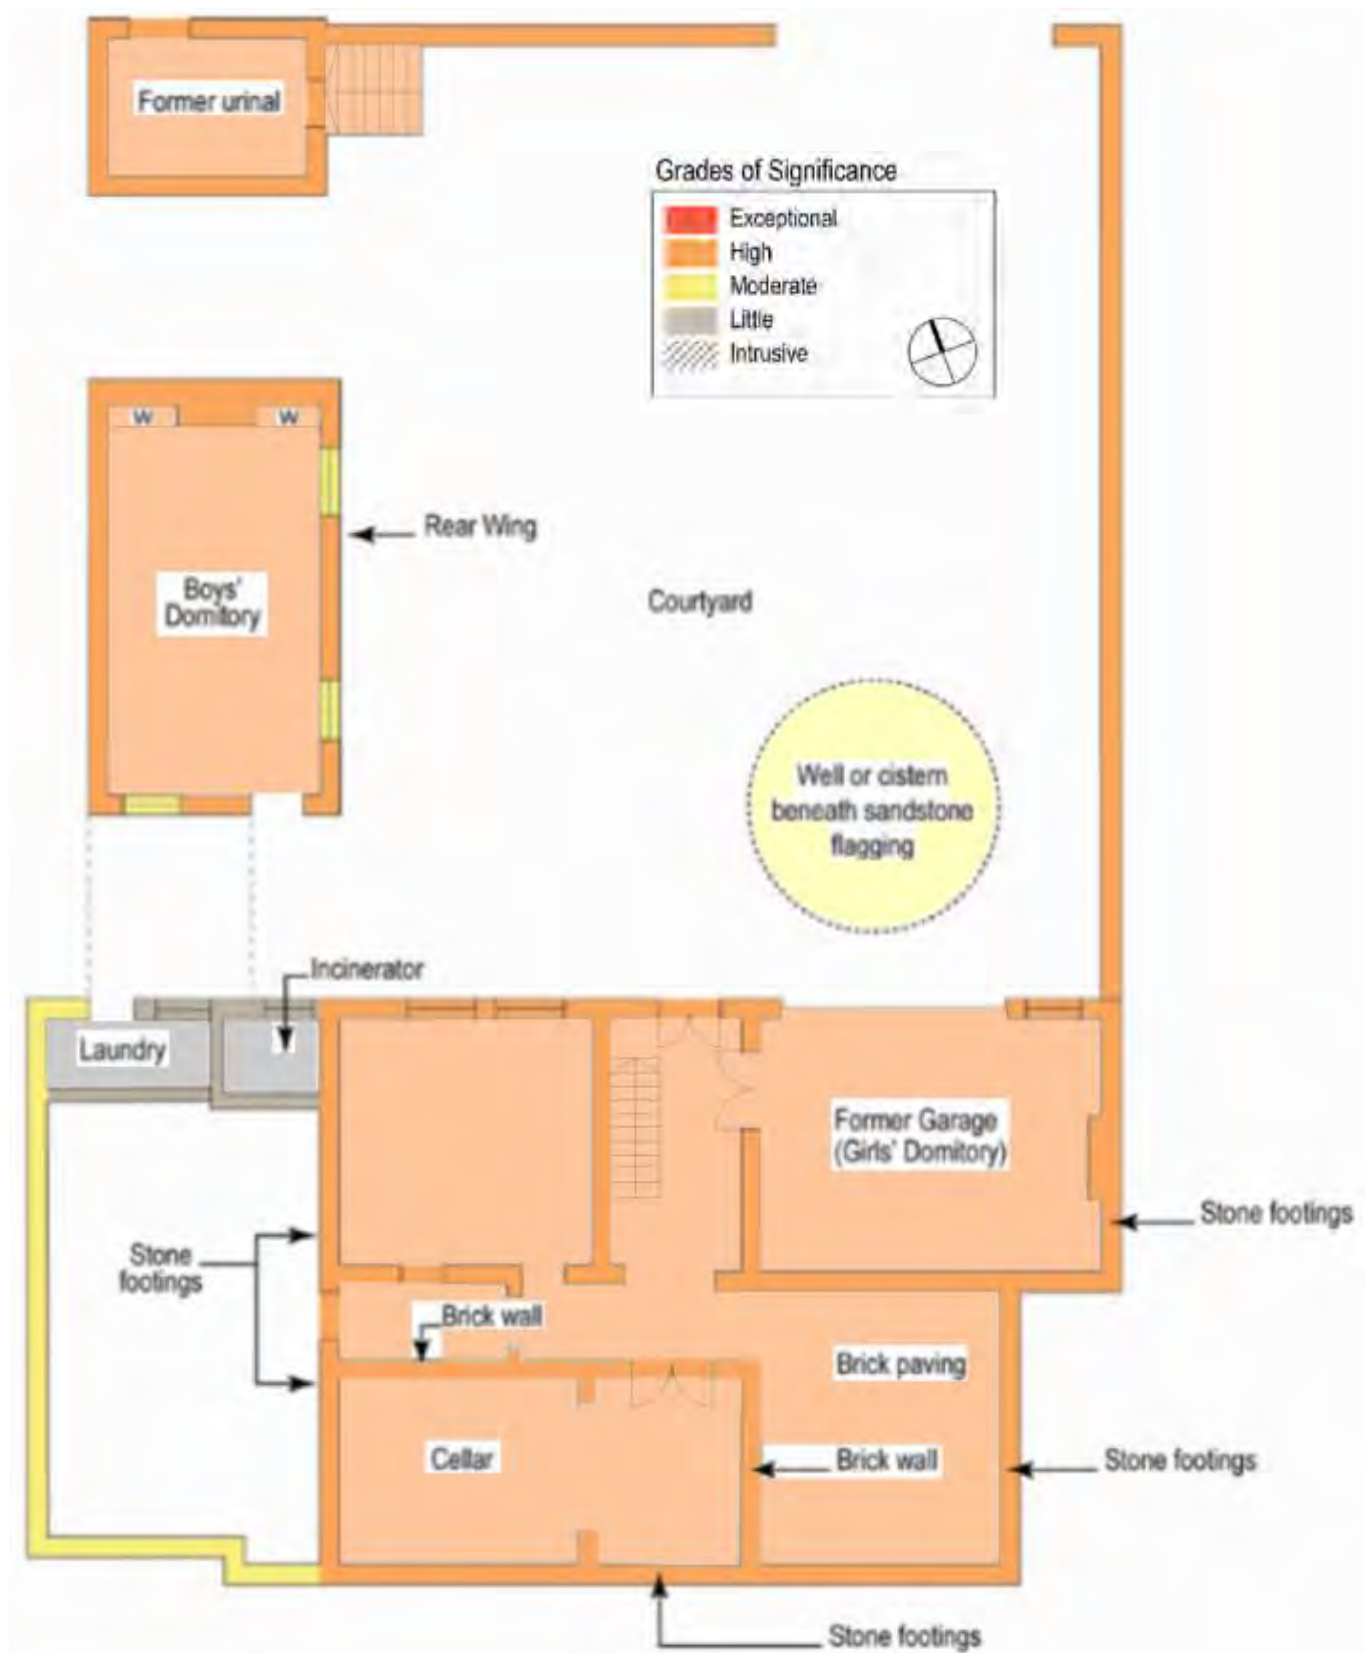 Former urinal
Grades of Significance
Exceptional
High
Moderate
Little
Intrusive
W W
Rear Wing
Boys'
Domitory
Courtyard
Well or cistern
beneath sandstone
flagging
Incinerator
Laundry
Former Garage
(Girls' Domitory)
Stone footings
Stone
footings
Brick wall
Brick paving
Cellar
Brick wall
Stone footings
Stone footings